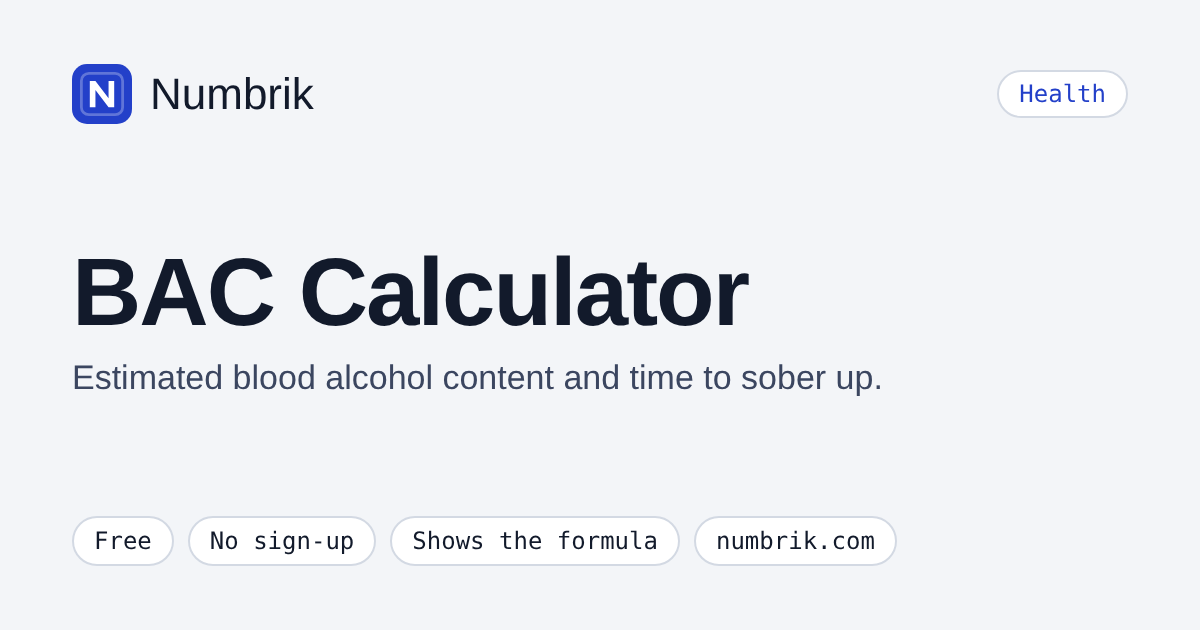 N Numbrik
Health
BAC Calculator
Estimated blood alcohol content and time to sober up.
Free
No sign-up
Shows the formula
numbrik.com